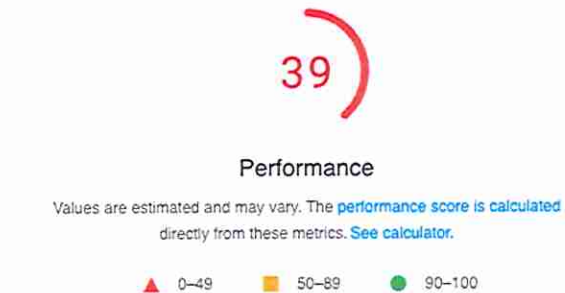 39
Performance
Values are estimated and may vary. The performance score is calculated
directly from these metrics. See calculator.
0–49 50–89 90–100